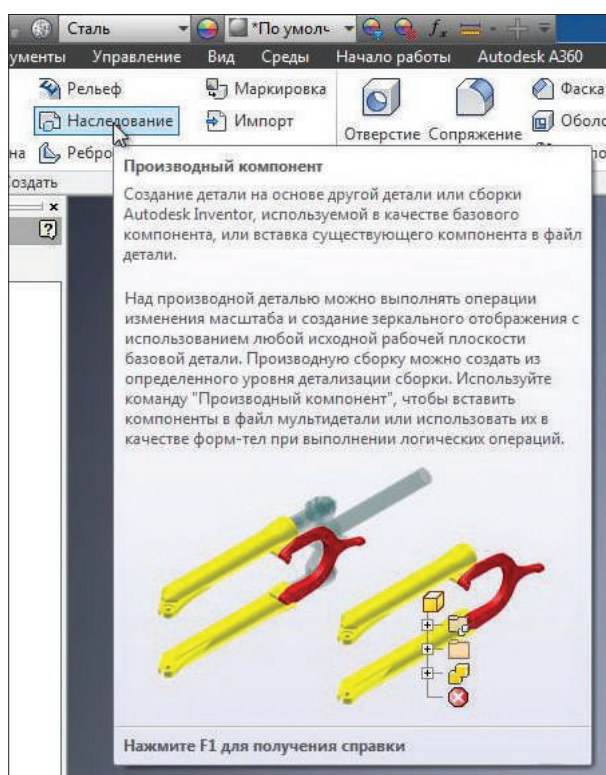 Сталь *По умолч fx
ументы Управление Вид Среды Начало работы Autodesk A360
Рельеф Маркировка Фаска
Наследование Импорт Оболо
Отверстие Сопряжение
на Ребро
Создать
Производный компонент
Создание детали на основе другой детали или сборки
Autodesk Inventor, используемой в качестве базового
компонента, или вставка существующего компонента в файл
детали.
Над производной деталью можно выполнять операции
изменения масштаба и создание зеркального отображения с
использованием любой исходной рабочей плоскости
базовой детали. Производную сборку можно создать из
определенного уровня детализации сборки. Используйте
команду "Производный компонент", чтобы вставить
компоненты в файл мультидетали или использовать их в
качестве форм-тел при выполнении логических операций.
Нажмите F1 для получения справки